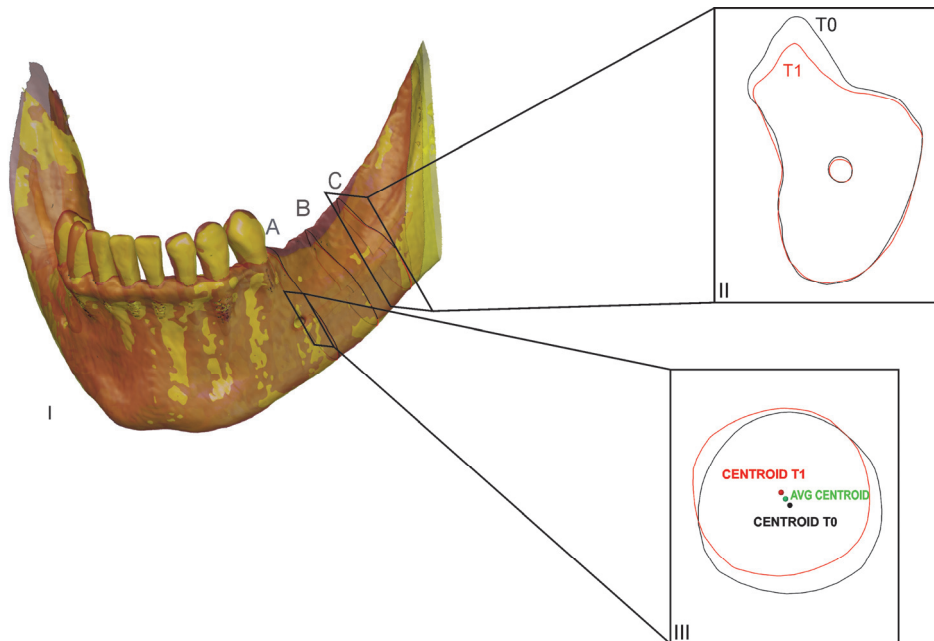 T0
T1
C
B
A
II
I
CENTROID T1
AVG CENTROID
CENTROID T0
III